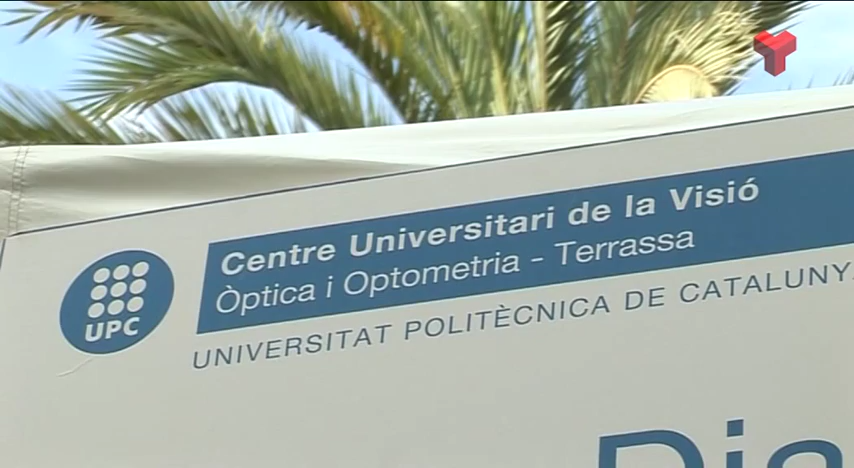 Centre Universitari de la Visió
Òptica i Optometria - Terrassa
UPC
UNIVERSITAT POLITÈCNICA DE CATALUNY